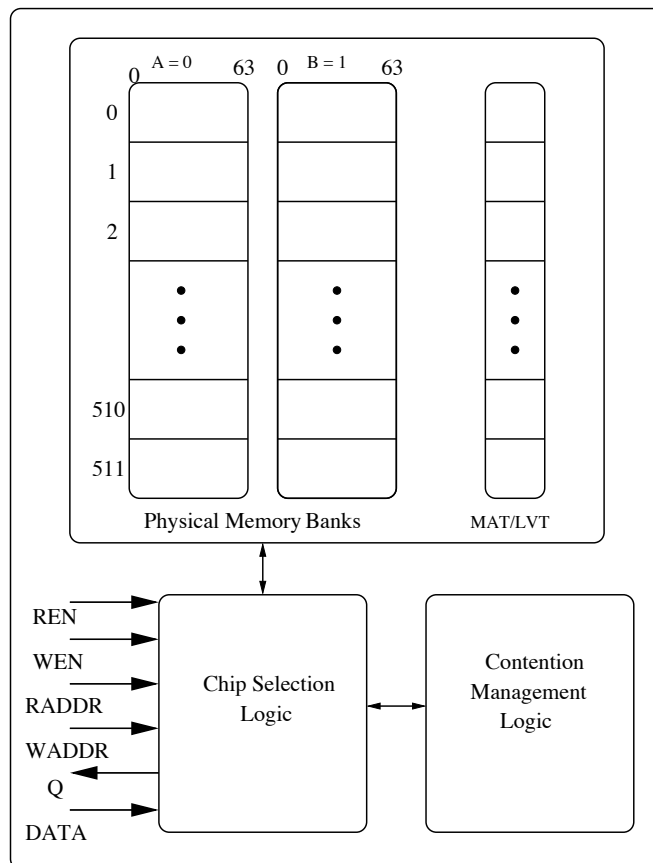 A = 0
B = 1
0 63 0 63
0
1
2
510
511
Physical Memory Banks
MAT/LVT
REN
WEN
RADDR
WADDR
Q
DATA
Chip Selection
Logic
Contention
Management
Logic